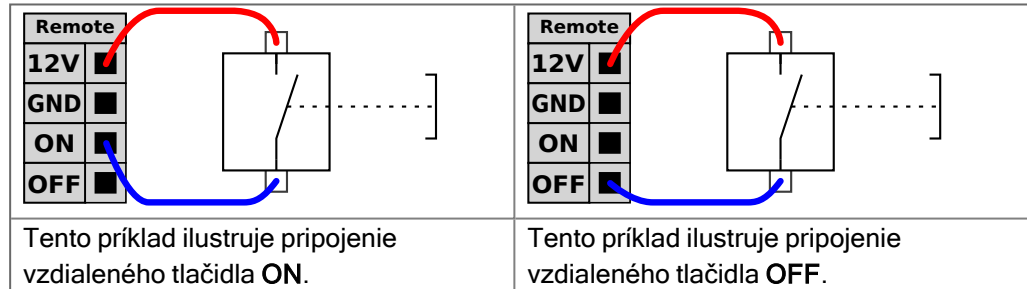 Remote
12V
GND
ON
OFF
Remote
12V
GND
ON
OFF
Tento príklad ilustruje pripojenie
vzdialeného tlačidla ON.
Tento príklad ilustruje pripojenie
vzdialeného tlačidla OFF.